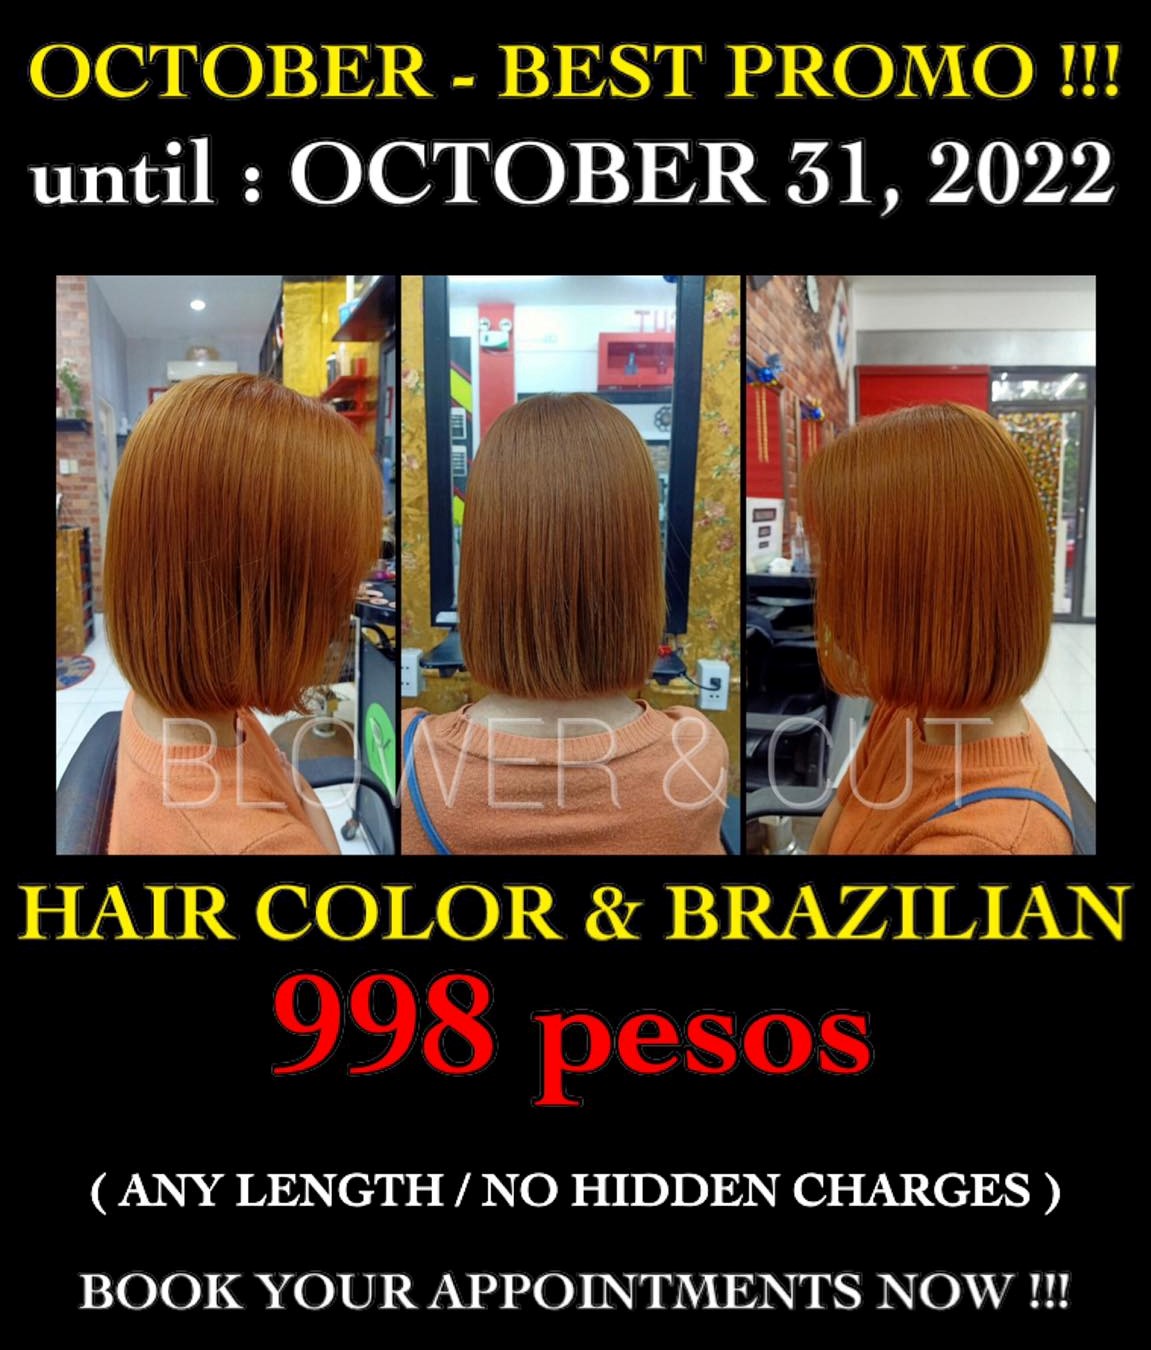 OCTOBER - BEST PROMO !!!
until : OCTOBER 31, 2022
BLOWER & CUT
HAIR COLOR & BRAZILIAN
998 pesos
( ANY LENGTH / NO HIDDEN CHARGES )
BOOK YOUR APPOINTMENTS NOW !!!